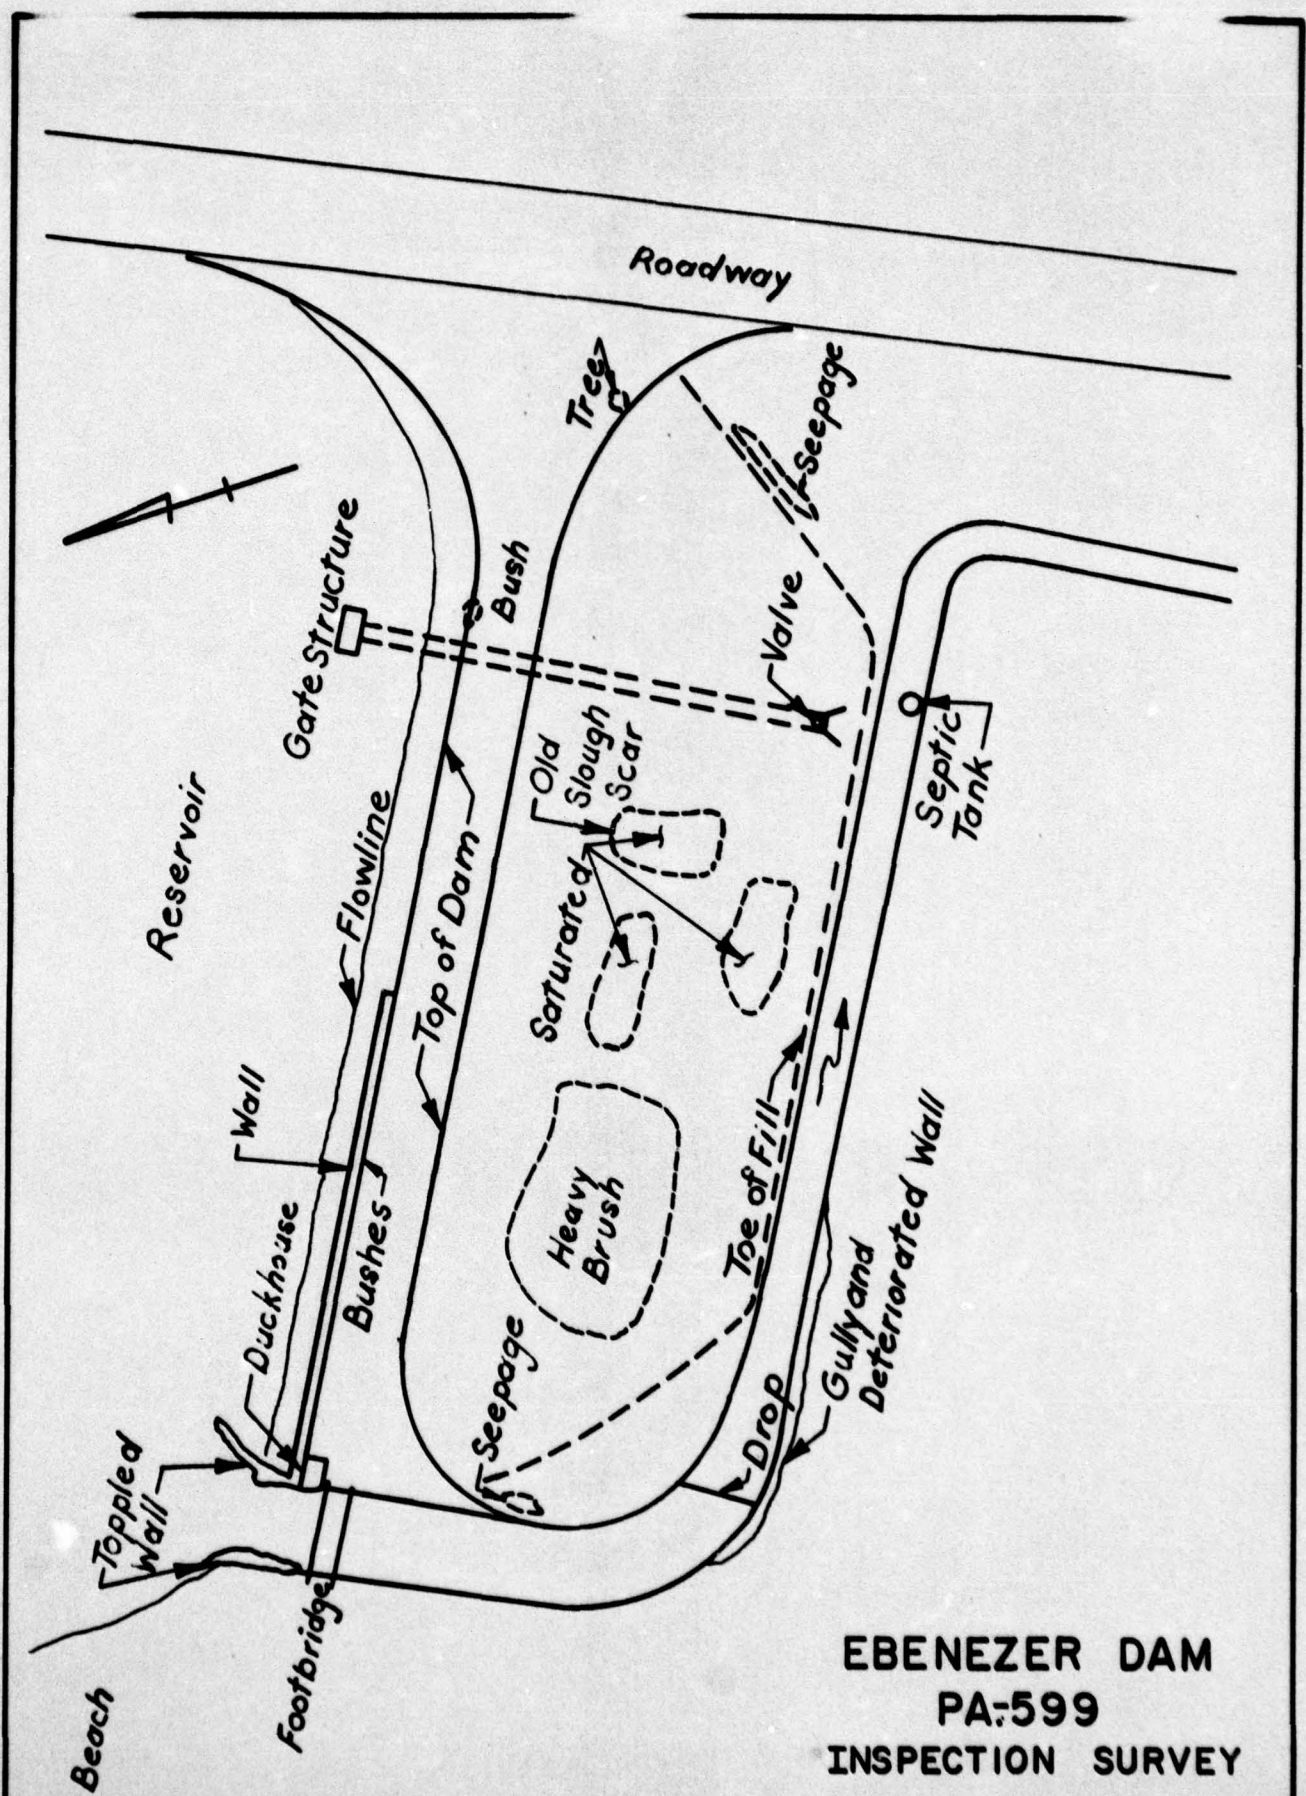 Roadway
Tree
Seepage
Gate Structure
Bush
Valve
Reservoir
Flowline
Top of Dam
Old
Slough
Scar
Saturated
Septic
Tank
Wall
Duckhouse
Bushes
Heavy
Brush
Toe of Fill
Gully and
Deteriorated Wall
Seepage
Drop
Toppled
Wall
Footbridge
Beach
EBENEZER DAM
PA-599
INSPECTION SURVEY